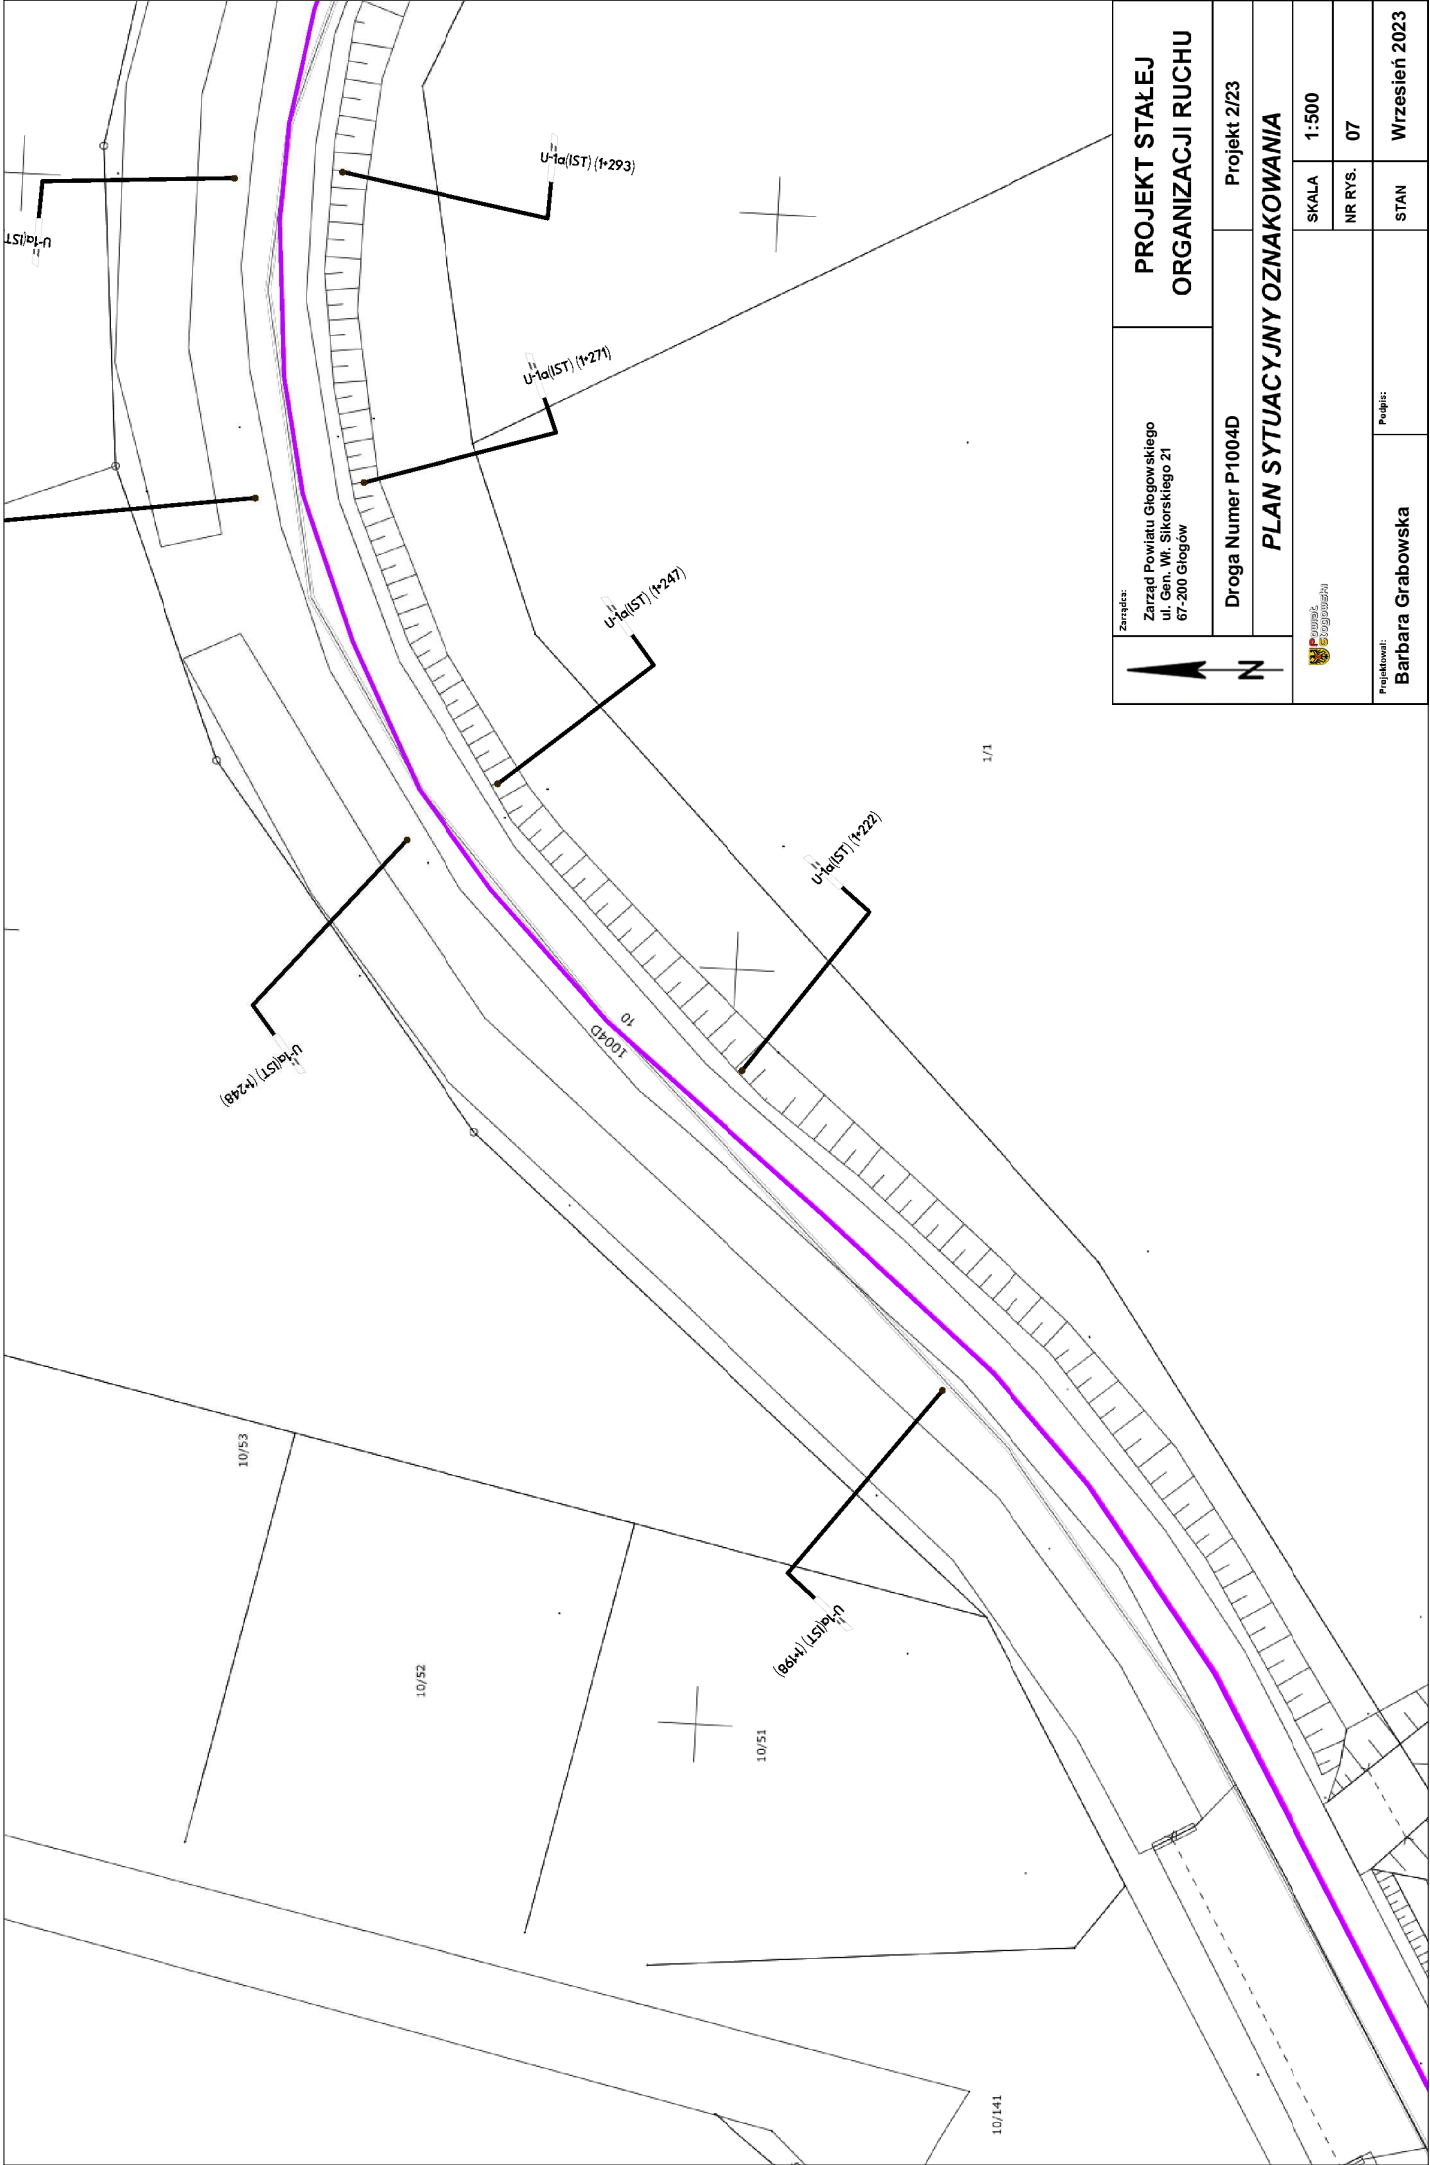 PROJEKT STAŁEJ
ORGANIZACJI RUCHU
Zarządca:
Zarząd Powiatu Głogowskiego
ul. Gen. Wł. Sikorskiego 21
67-200 Głogów
Droga Numer P1004D
Projekt 2/23
PLAN SYTUACYJNY OZNAKOWANIA
N
Powiat
Głogowski
SKALA
1:500
NR RYS.
07
Projektował:
Barbara Grabowska
Podpis:
STAN
Wrzesień 2023
U-1a(IST
U-1a(IST) (1+293)
U-1a(IST) (1+271)
U-1a(IST) (1+247)
U-1a(IST) (1+222)
U-1a(IST) (1+248)
U-1a(IST) (1+198)
1004D
10
1/1
10/53
10/52
10/51
10/141